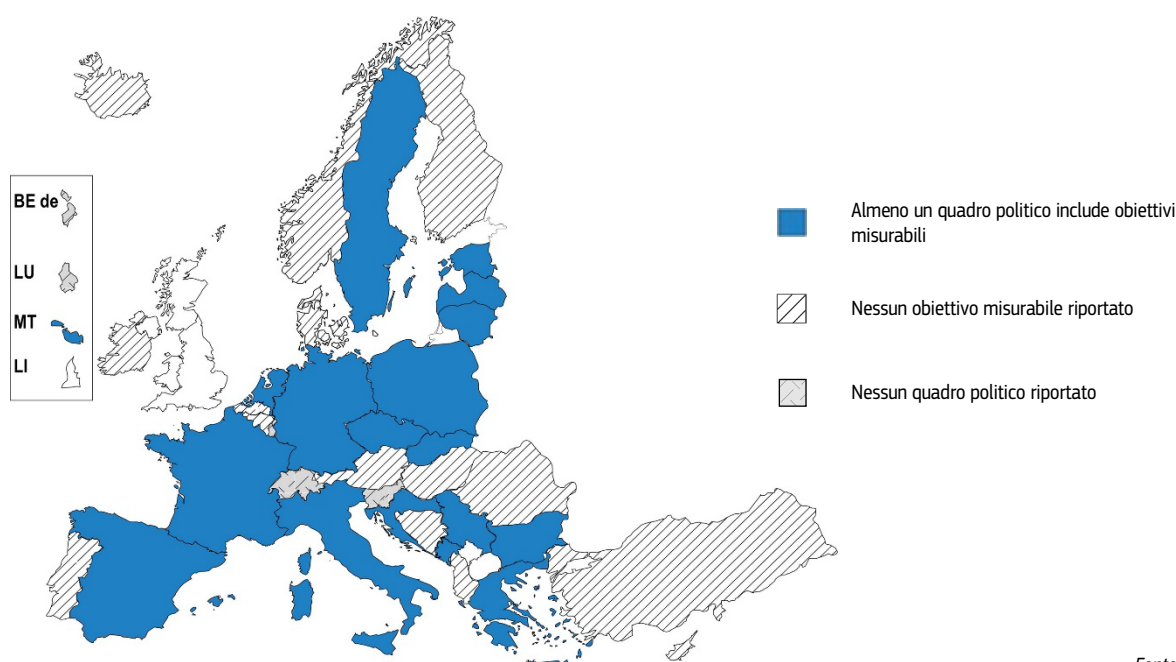 BE de
LU
MT
LI
Almeno un quadro politico include obiettivi
misurabili
Nessun obiettivo misurabile riportato
Nessun quadro politico riportato